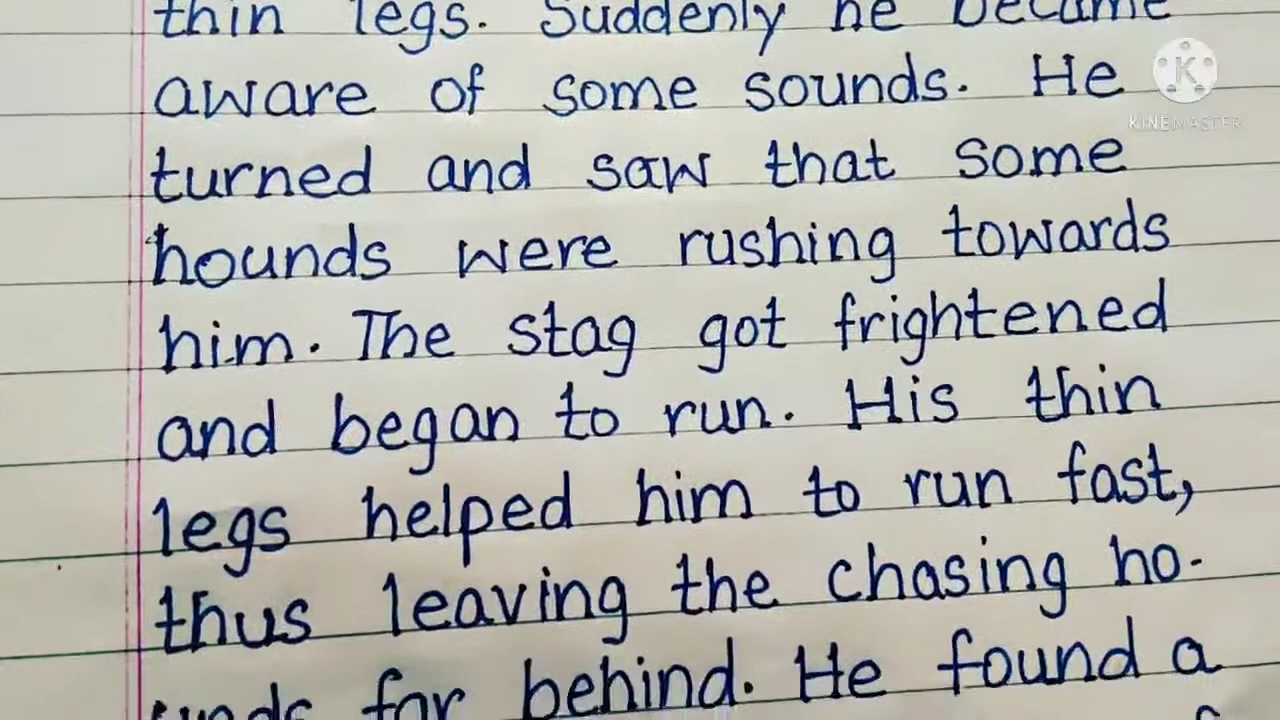 thin legs. Suddenly he became
aware of some sounds. He
turned and saw that some
hounds were rushing towards
him. The stag got frightened
and began to run. His thin
legs helped him to run fast,
thus leaving the chasing ho-
unds far behind. He found a
KINEMASTER